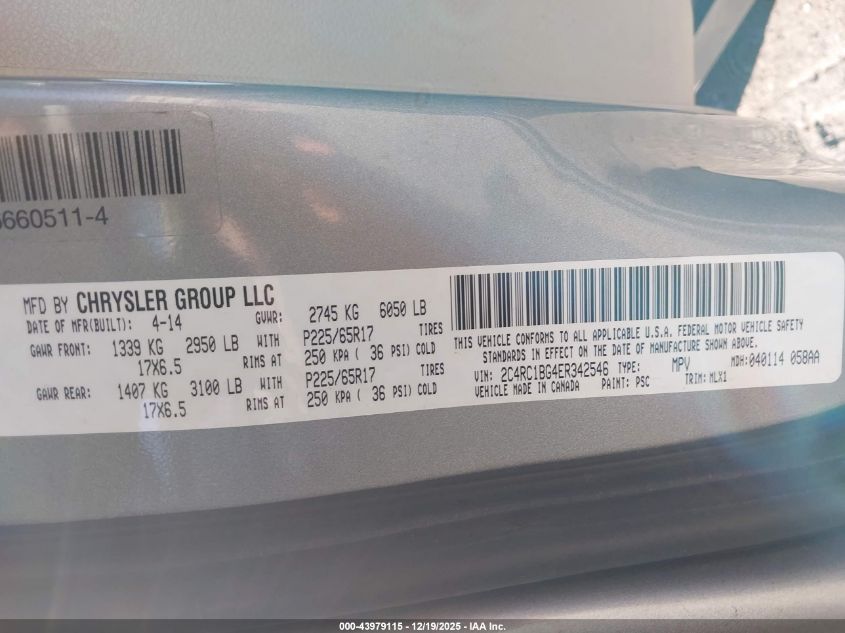 660511-4
MFD BY CHRYSLER GROUP LLC
DATE OF MFR(BUILT): 4-14 GVWR: 2745 KG 6050 LB
GAWR FRONT: 1339 KG 2950 LB WITH P225/65R17 TIRES
17X6.5 RIMS AT 250 KPA ( 36 PSI) COLD
GAWR REAR: 1407 KG 3100 LB WITH P225/65R17 TIRES
17X6.5 RIMS AT 250 KPA ( 36 PSI) COLD
THIS VEHICLE CONFORMS TO ALL APPLICABLE U.S.A. FEDERAL MOTOR VEHICLE SAFETY
STANDARDS IN EFFECT ON THE DATE OF MANUFACTURE SHOWN ABOVE.
VIN: 2C4RC1BG4ER342546 TYPE: MPV MDH: 040114 058AA
VEHICLE MADE IN CANADA PAINT: PSC TRIM: MLX1
000-43979115 - 12/19/2025 - IAA Inc.